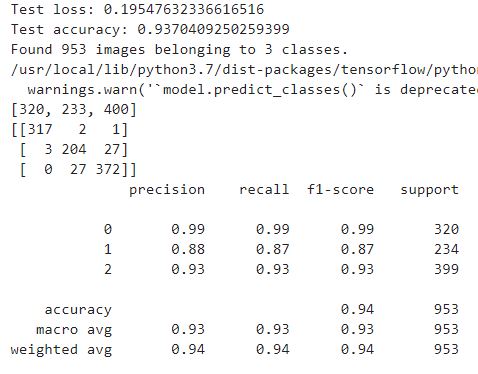 Test loss: 0.19547632336616516
Test accuracy: 0.9370409250259399
Found 953 images belonging to 3 classes.
/usr/local/lib/python3.7/dist-packages/tensorflow/pytho
warnings.warn('`model.predict_classes()` is deprecate
[320, 233, 400]
[[317 2 1]
[ 3 204 27]
[ 0 27 372]]
precision recall f1-score support
0 0.99 0.99 0.99 320
1 0.88 0.87 0.87 234
2 0.93 0.93 0.93 399
accuracy 0.94 953
macro avg 0.93 0.93 0.93 953
weighted avg 0.94 0.94 0.94 953